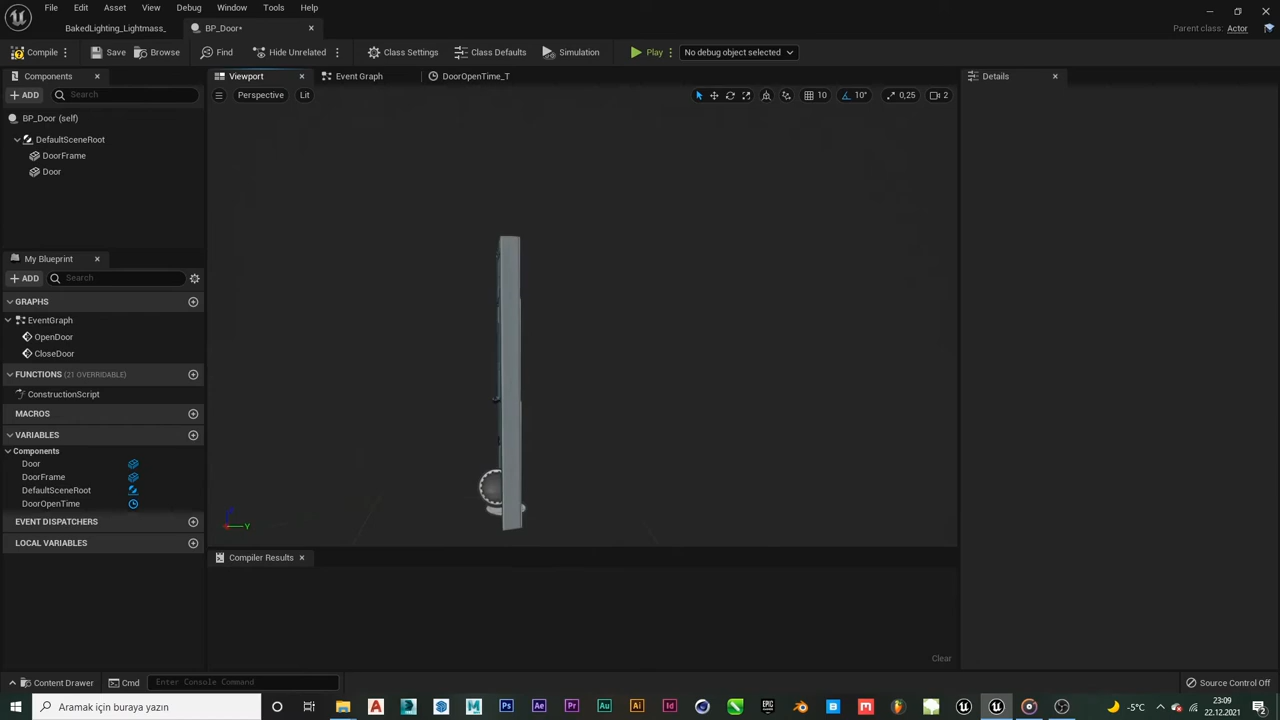 File Edit Asset View Debug Window Tools Help
BakedLighting_Lightmass_ BP_Door*
Parent class: Actor
Compile Save Browse Find Hide Unrelated Class Settings Class Defaults Simulation Play No debug object selected
Components Viewport Event Graph DoorOpenTime_T Details
ADD Search Perspective Lit 10 10° 0,25 2
BP_Door (self)
DefaultSceneRoot
DoorFrame
Door
My Blueprint
ADD Search
GRAPHS
EventGraph
OpenDoor
CloseDoor
FUNCTIONS (21 OVERRIDABLE)
ConstructionScript
MACROS
VARIABLES
Components
Door
DoorFrame
DefaultSceneRoot
DoorOpenTime
EVENT DISPATCHERS
LOCAL VARIABLES
Y
Compiler Results
Clear
Content Drawer Cmd Enter Console Command Source Control Off
Aramak için buraya yazın
-5°C
23:09
22.12.2021